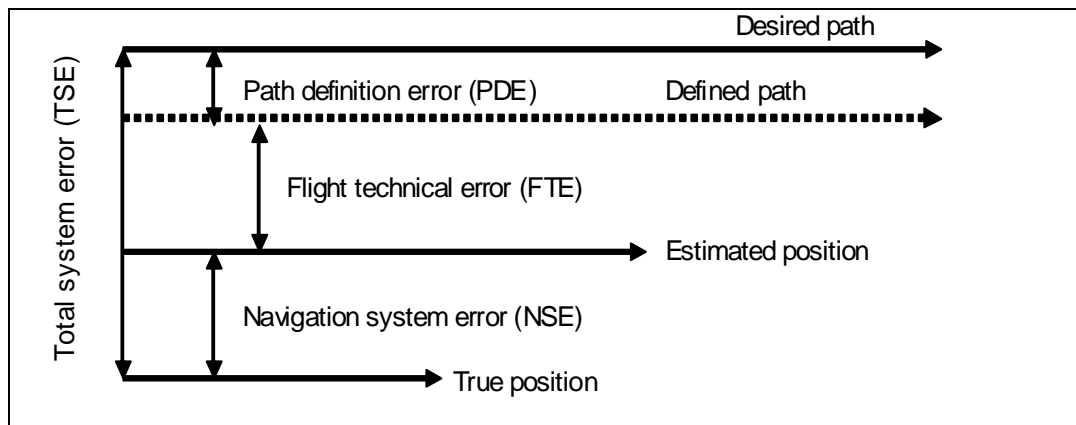 Desired path
Path definition error (PDE)
Defined path
Flight technical error (FTE)
Total system error (TSE)
Estimated position
Navigation system error (NSE)
True position